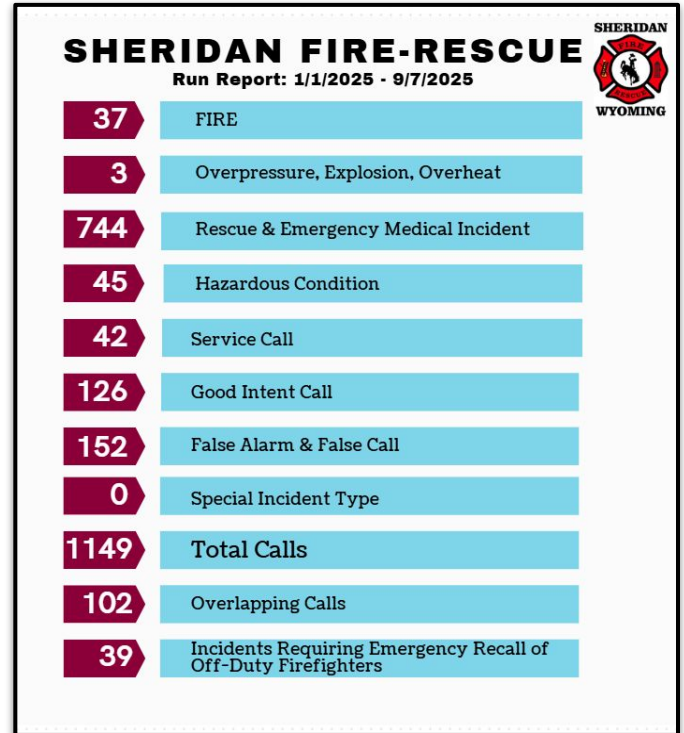 SHERIDAN FIRE-RESCUE
Run Report: 1/1/2025 - 9/7/2025
SHERIDAN
FIRE
RESCUE
WYOMING
37 FIRE
3 Overpressure, Explosion, Overheat
744 Rescue & Emergency Medical Incident
45 Hazardous Condition
42 Service Call
126 Good Intent Call
152 False Alarm & False Call
0 Special Incident Type
1149 Total Calls
102 Overlapping Calls
39 Incidents Requiring Emergency Recall of
Off-Duty Firefighters